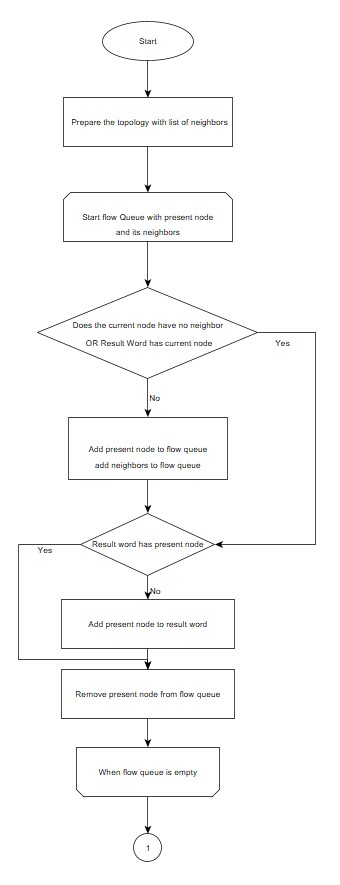 Start
Prepare the topology with list of neighbors
Start flow Queue with present node
and its neighbors
Does the current node have no neighbor
OR Result Word has current node
Yes
No
Add present node to flow queue
add neighbors to flow queue
Result word has present node
Yes
No
Add present node to result word
Remove present node from flow queue
When flow queue is empty
1